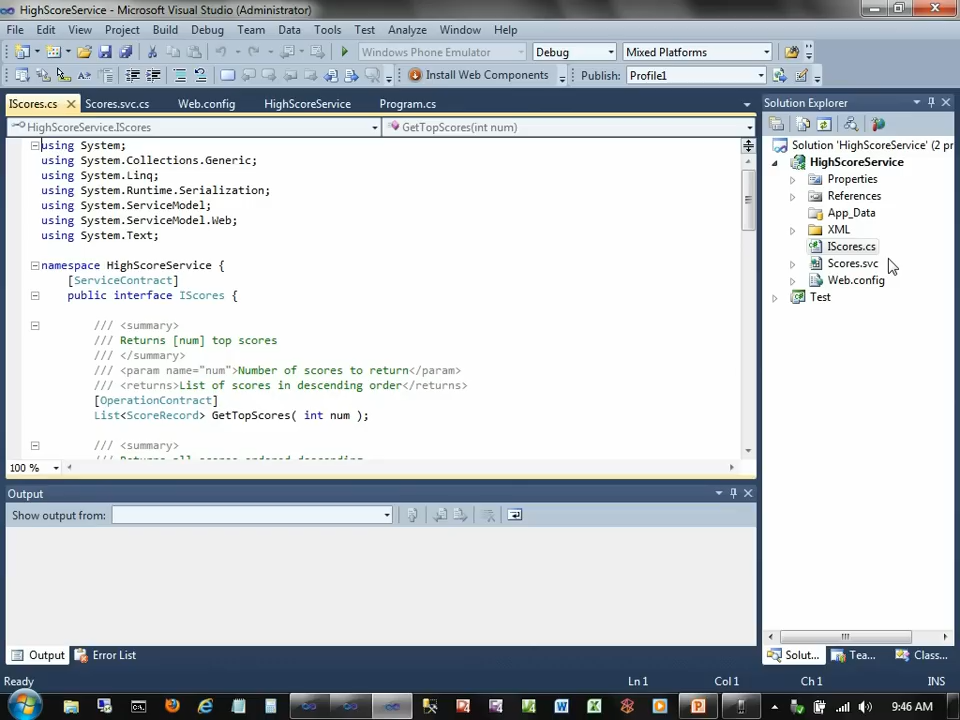 HighScoreService - Microsoft Visual Studio (Administrator)
File Edit View Project Build Debug Team Data Tools Test Analyze Window Help
Windows Phone Emulator Debug Mixed Platforms
Install Web Components Publish: Profile1
IScores.cs Scores.svc.cs Web.config HighScoreService Program.cs
HighScoreService.IScores GetTopScores(int num)
using System;
using System.Collections.Generic;
using System.Linq;
using System.Runtime.Serialization;
using System.ServiceModel;
using System.ServiceModel.Web;
using System.Text;
namespace HighScoreService {
[ServiceContract]
public interface IScores {
/// <summary>
/// Returns [num] top scores
/// </summary>
/// <param name="num">Number of scores to return</param>
/// <returns>List of scores in descending order</returns>
[OperationContract]
List<ScoreRecord> GetTopScores( int num );
/// <summary>
/// Returns all scores ordered descending
100 %
Solution Explorer
Solution 'HighScoreService' (2 pr
HighScoreService
Properties
References
App_Data
XML
IScores.cs
Scores.svc
Web.config
Test
Output
Show output from:
Output Error List
Solut... Tea... Class...
Ready Ln 1 Col 1 Ch 1 INS
9:46 AM